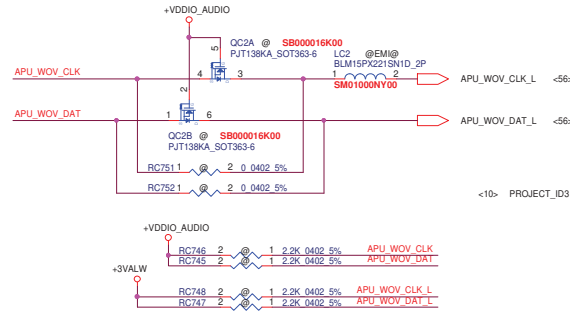 +VDDIO_AUDIO
QC2A @ SB000016K00
PJT138KA_SOT363-6
5
LC2 @EMI@
BLM15PX221SN1D_2P
APU_WOV_CLK
4 3
1 2
SM01000NY00
APU_WOV_CLK_L <56>
2
APU_WOV_DAT
1 6
APU_WOV_DAT_L <56>
QC2B @ SB000016K00
PJT138KA_SOT363-6
RC751 1 @ 2 0_0402_5%
RC752 1 @ 2 0_0402_5%
<10> PROJECT_ID3
+VDDIO_AUDIO
RC746 2 @ 1 2.2K_0402_5% APU_WOV_CLK
RC745 2 @ 1 2.2K_0402_5% APU_WOV_DAT
+3VALW
RC748 2 @ 1 2.2K_0402_5% APU_WOV_CLK_L
RC747 2 @ 1 2.2K_0402_5% APU_WOV_DAT_L